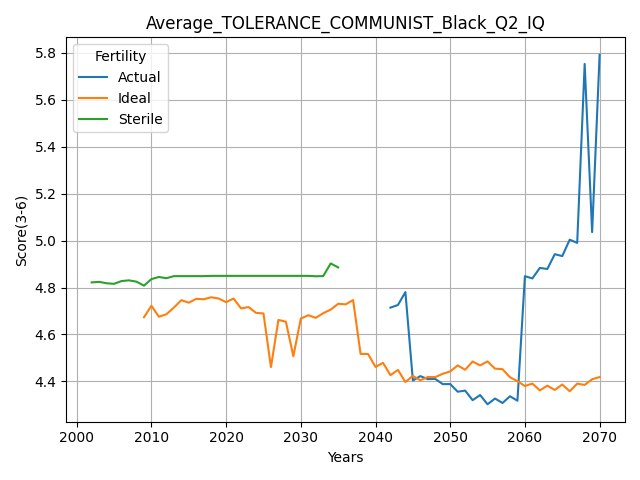 Average_TOLERANCE_COMMUNIST_Black_Q2_IQ
Fertility
Actual
Ideal
Sterile
Score(3-6)
5.8
5.6
5.4
5.2
5.0
4.8
4.6
4.4
2000 2010 2020 2030 2040 2050 2060 2070
Years